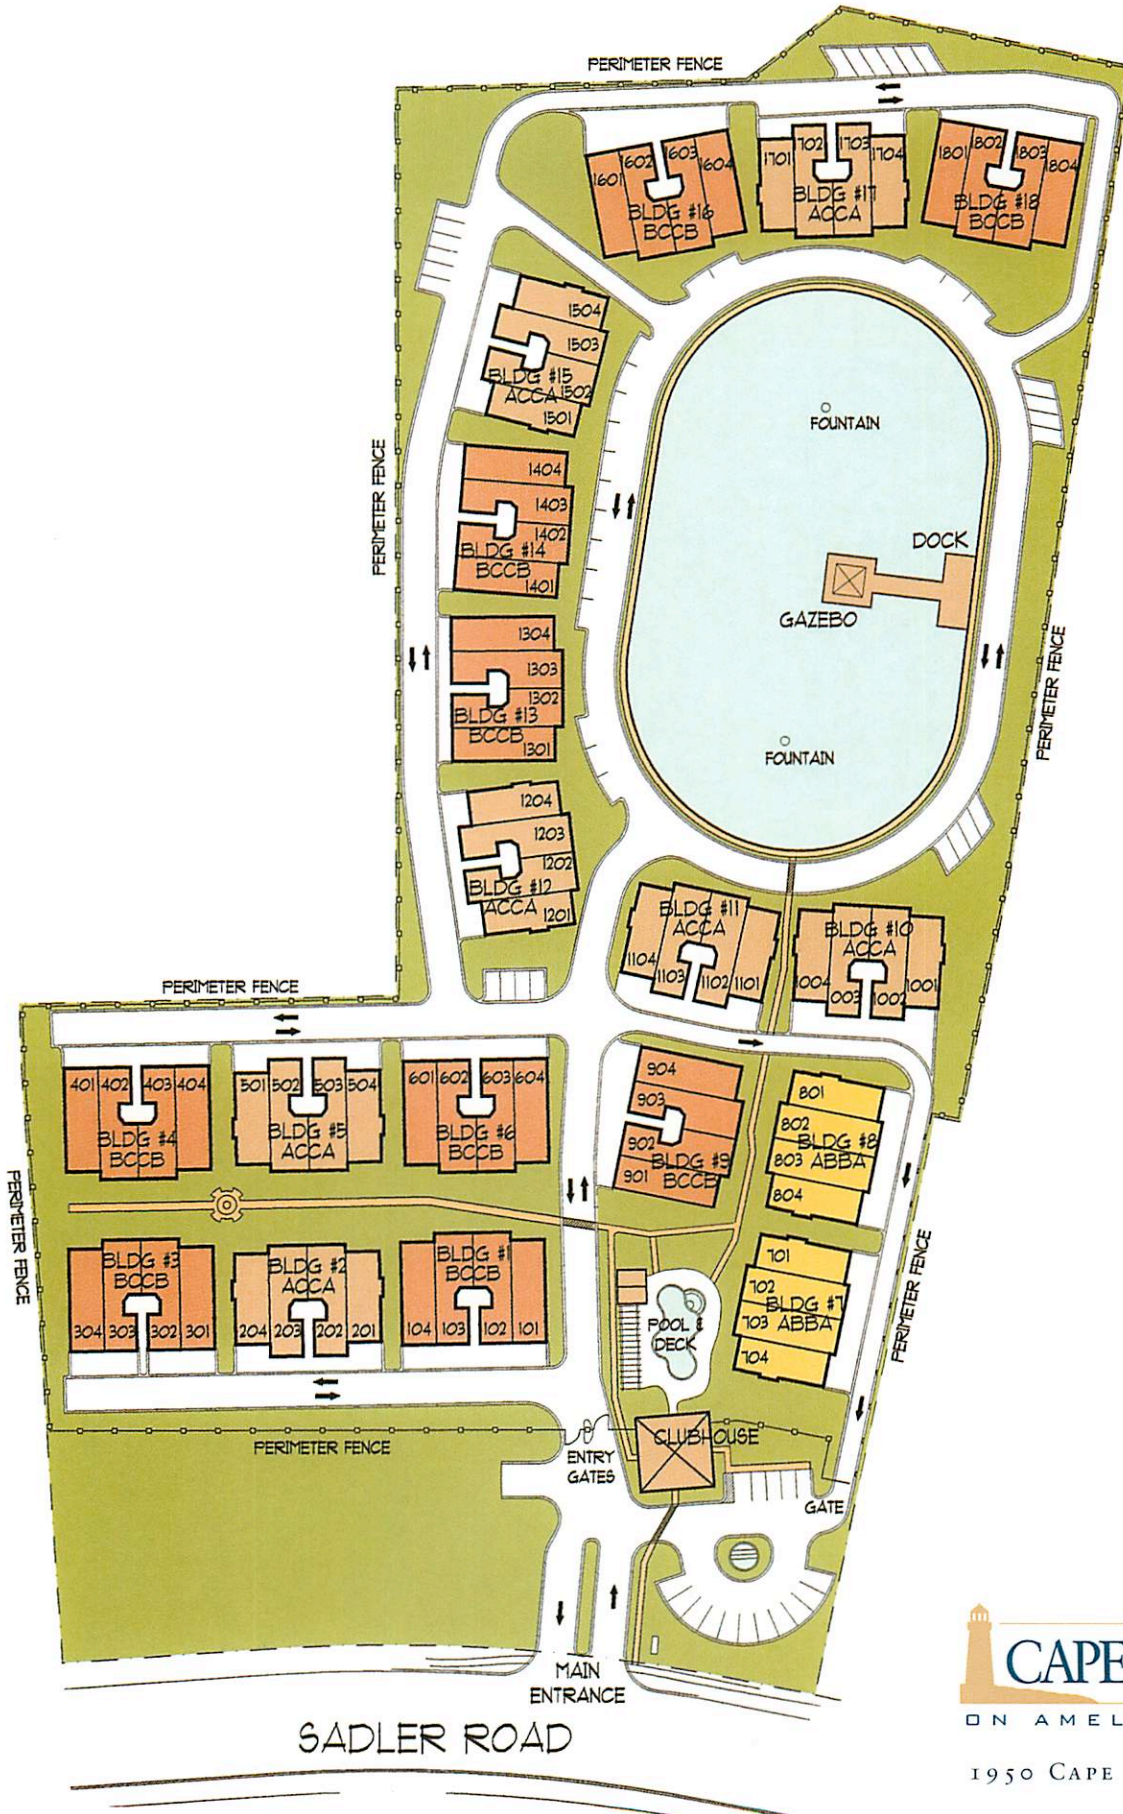 PERIMETER FENCE
1601
1602
1603
1604
BLDG #16
BCCB
1701
702
1703
1704
BLDG #17
ACCA
1801
1802
1803
1804
BLDG #18
BCCB
1504
1503
BLDG #15
ACCA 1502
1501
FOUNTAIN
PERIMETER FENCE
1404
1403
1402
BLDG #14
BCCB
1401
DOCK
GAZEBO
1304
1303
1302
BLDG #13
BCCB
1301
PERIMETER FENCE
FOUNTAIN
1204
1203
1202
BLDG #12
ACCA
1201
BLDG #11
ACCA
1104
1103
1102
1101
BLDG #10
ACCA
1004
003
1002
1001
PERIMETER FENCE
401 402 403 404
BLDG #4
BCCB
501 502 503 504
BLDG #5
ACCA
601 602 603 604
BLDG #6
BCCB
904
903
902
901
BLDG #9
BCCB
801
802
BLDG #8
803 ABBA
804
PERIMETER FENCE
BLDG #3
BCCB
304 303 302 301
BLDG #2
ACCA
204 203 202 201
BLDG #1
BCCB
104 103 102 101
701
702
BLDG #7
703 ABBA
704
PERIMETER FENCE
POOL &
DECK
PERIMETER FENCE
ENTRY
GATES
CLUBHOUSE
GATE
MAIN
ENTRANCE
SADLER ROAD
CAPE
ON AMEL
1950 CAPE